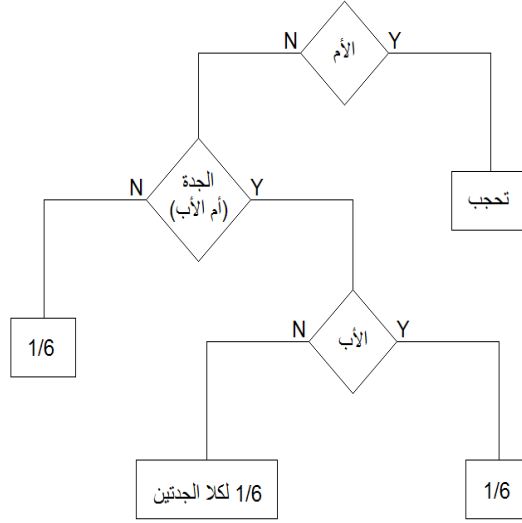 الأم
N
Y
تحجب
الجدة
(أم الأب)
N
Y
1/6
الأب
N
Y
1/6 لكلا الجدتين
1/6